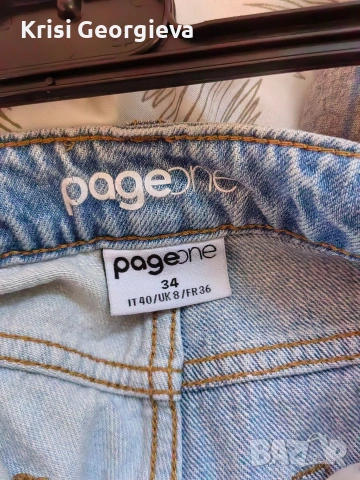 Krisi Georgieva
pageone
pageone
34
IT40/UK8/FR36
BAZAR